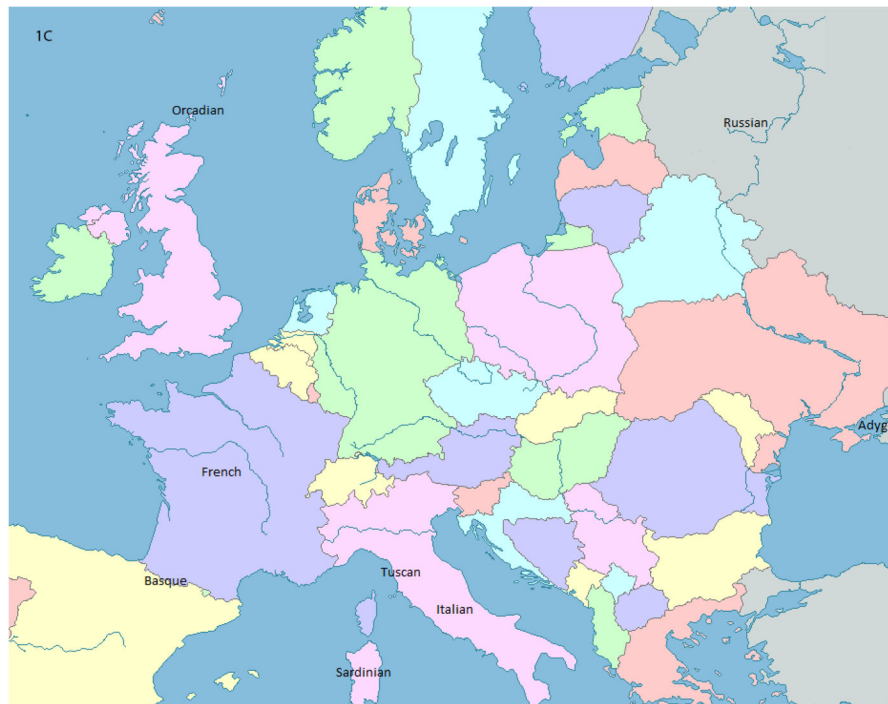 1C
Orcadian
Russian
Adyg
French
Basque
Tuscan
Italian
Sardinian